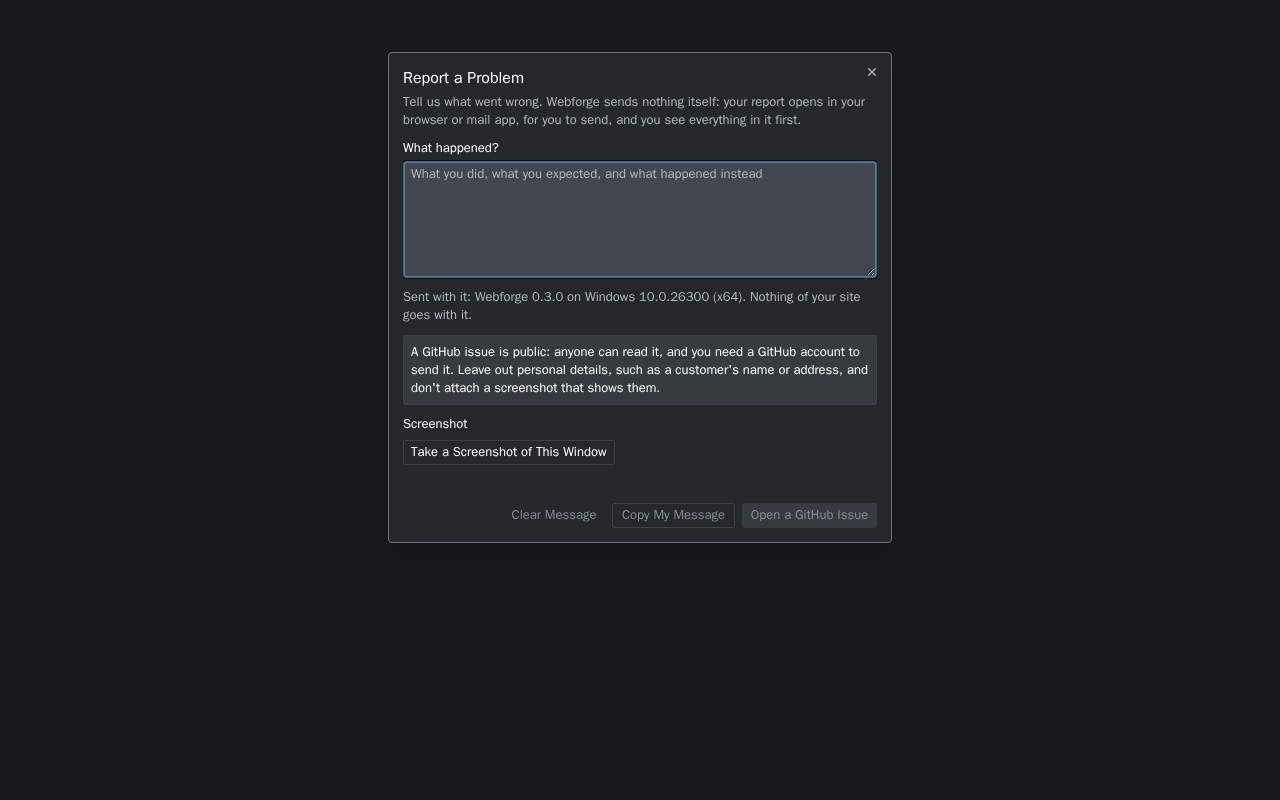 Report a Problem
Tell us what went wrong. Webforge sends nothing itself: your report opens in your
browser or mail app, for you to send, and you see everything in it first.
What happened?
What you did, what you expected, and what happened instead
Sent with it: Webforge 0.3.0 on Windows 10.0.26300 (x64). Nothing of your site
goes with it.
A GitHub issue is public: anyone can read it, and you need a GitHub account to
send it. Leave out personal details, such as a customer's name or address, and
don't attach a screenshot that shows them.
Screenshot
Take a Screenshot of This Window
Clear Message
Copy My Message
Open a GitHub Issue